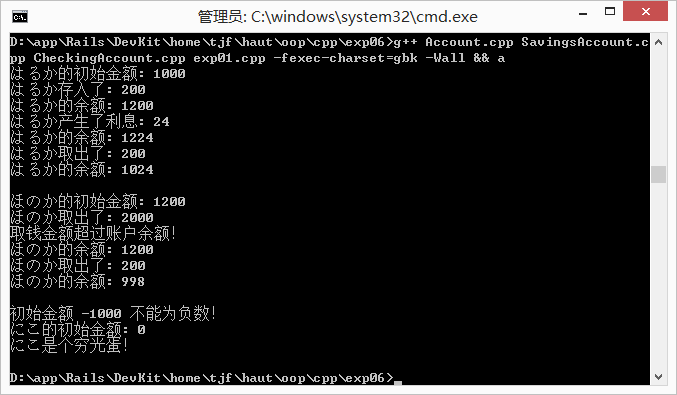 管理员: C:\windows\system32\cmd.exe
D:\app\Rails\DevKit\home\tjf\haut\oop\cpp\exp06>g++ Account.cpp SavingsAccount.c
pp CheckingAccount.cpp exp01.cpp -fexec-charset=gbk -Wall && a
はるか的初始金额: 1000
はるか存入了: 200
はるか的余额: 1200
はるか产生了利息: 24
はるか的余额: 1224
はるか取出了: 200
はるか的余额: 1024
ほのか的初始金额: 1200
ほのか取出了: 2000
取钱金额超过账户余额!
ほのか的余额: 1200
ほのか取出了: 200
ほのか的余额: 998
初始金额 -1000 不能为负数!
にこ的初始金额: 0
にこ是个穷光蛋!
D:\app\Rails\DevKit\home\tjf\haut\oop\cpp\exp06>